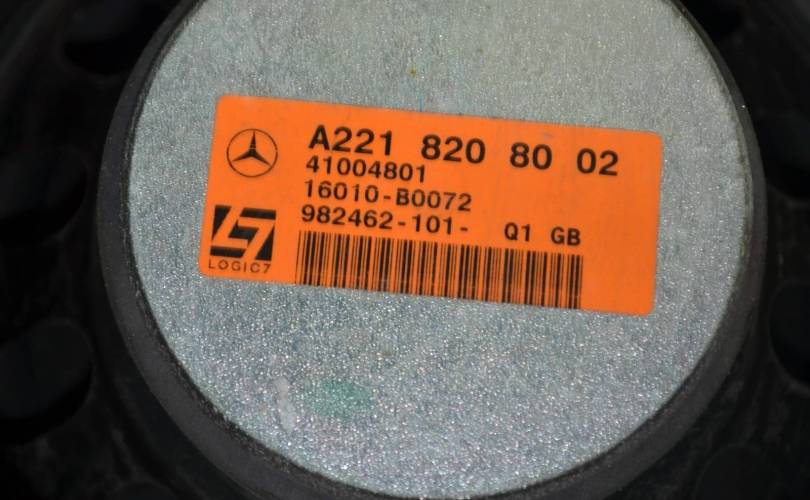 A221 820 80 02
41004801
16010-B0072
982462-101- Q1 GB
LOGIC7